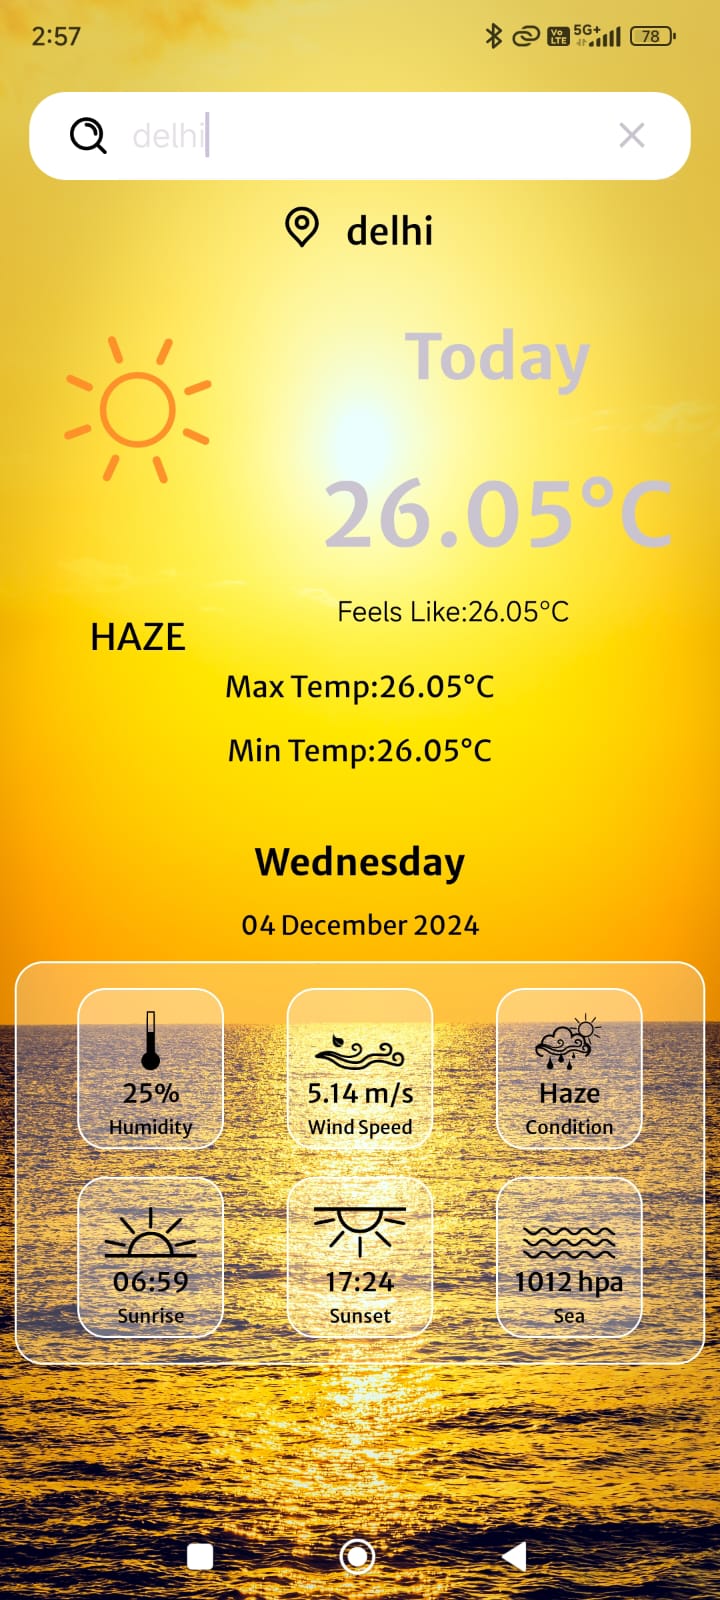 2:57
Vo LTE 5G+ 78
delhi
delhi
Today
26.05°C
Feels Like:26.05°C
HAZE
Max Temp:26.05°C
Min Temp:26.05°C
Wednesday
04 December 2024
25% 5.14 m/s Haze
Humidity Wind Speed Condition
06:59 17:24 1012 hpa
Sunrise Sunset Sea